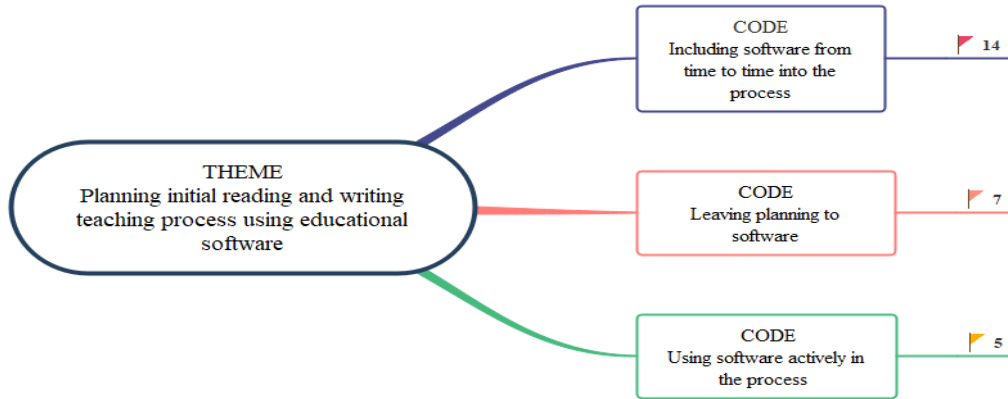 THEME
Planning initial reading and writing
teaching process using educational
software
CODE
Including software from
time to time into the
process
14
CODE
Leaving planning to
software
7
CODE
Using software actively in
the process
5